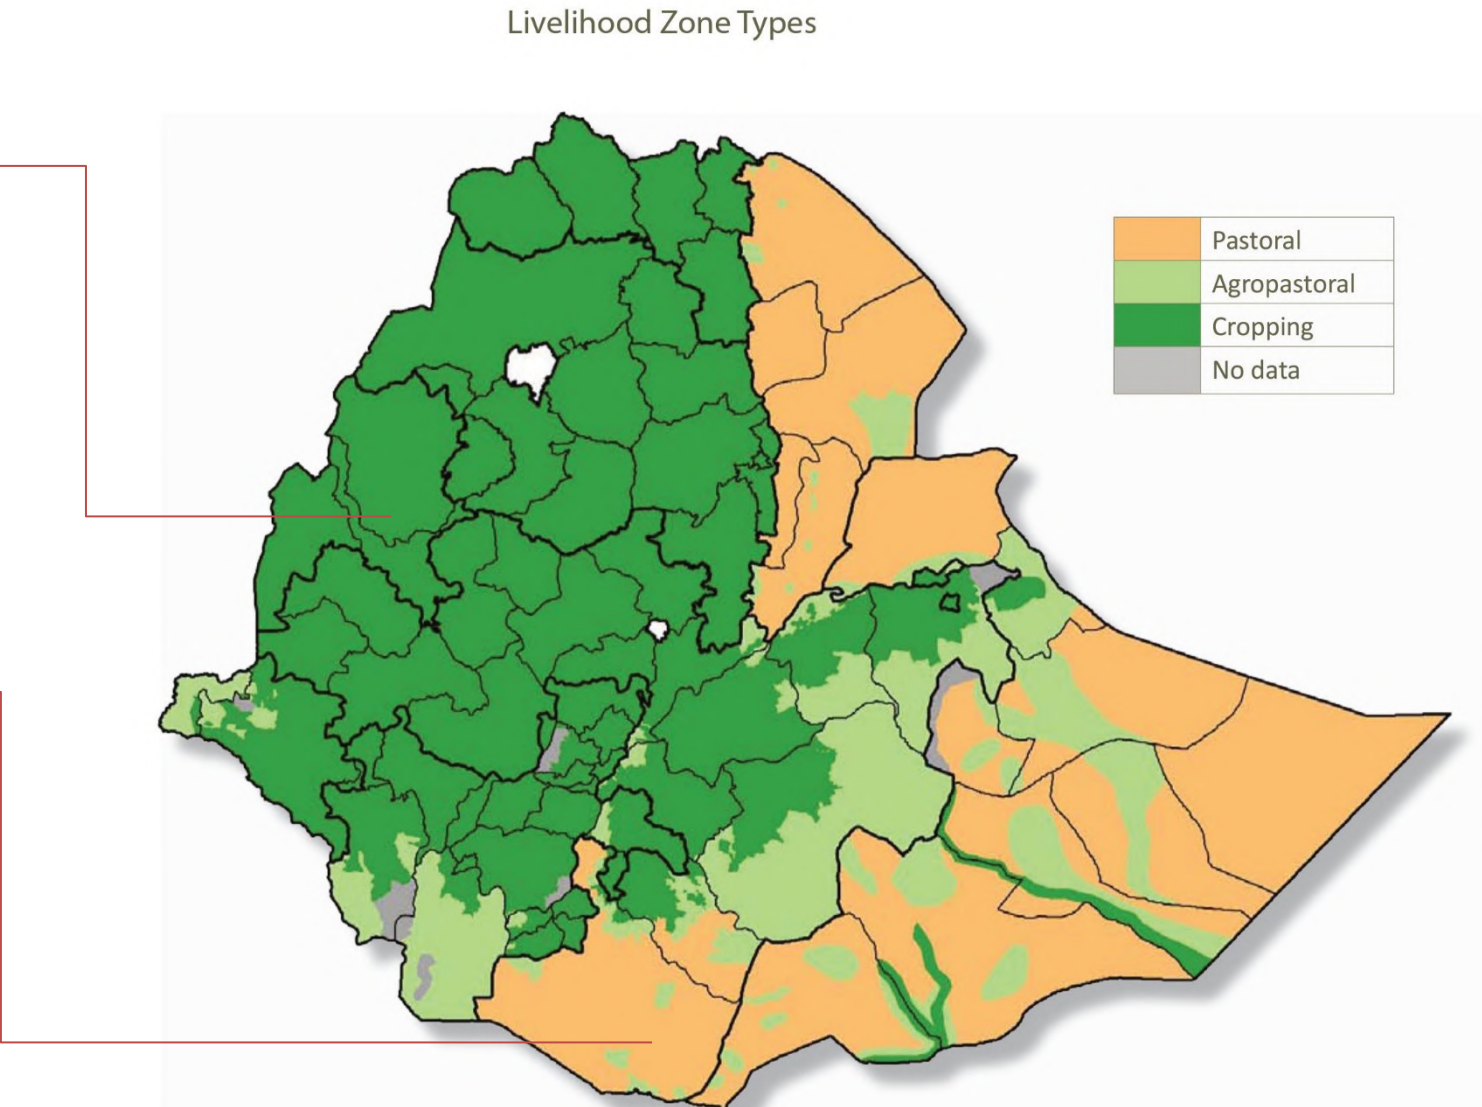 Livelihood Zone Types
Pastoral
Agropastoral
Cropping
No data